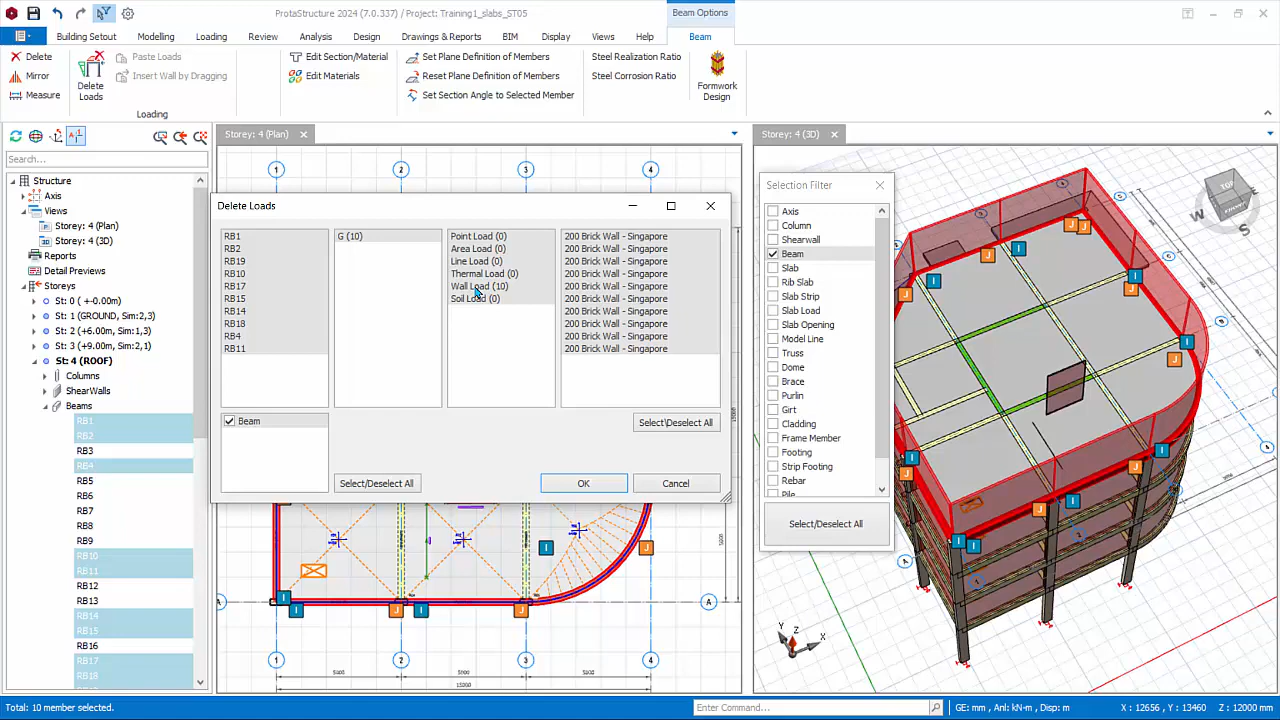 ProtaStructure 2024 (7.0.337) / Project: Training1_slabs_ST05
Beam Options
Building Setout
Modelling
Loading
Review
Analysis
Design
Drawings & Reports
BIM
Display
Views
Help
Beam
Delete
Mirror
Measure
Delete
Loads
Paste Loads
Insert Wall by Dragging
Loading
Edit Section/Material
Edit Materials
Set Plane Definition of Members
Reset Plane Definition of Members
Set Section Angle to Selected Member
Steel Realization Ratio
Steel Corrosion Ratio
Formwork
Design
Search...
Structure
Axis
Views
Storey: 4 (Plan)
Storey: 4 (3D)
Reports
Detail Previews
Storeys
St: 0 (+-0.00m)
St: 1 (GROUND, Sim:2,3)
St: 2 (+6.00m, Sim:1,3)
St: 3 (+9.00m, Sim:2,1)
St: 4 (ROOF)
Columns
ShearWalls
Beams
RB1
RB2
RB3
RB4
RB5
RB6
RB7
RB8
RB9
RB10
RB11
RB12
RB13
RB14
RB15
RB16
RB17
RB18
Storey: 4 (Plan)
1
2
3
4
Delete Loads
RB1
RB2
RB19
RB10
RB17
RB15
RB14
RB18
RB4
RB11
G (10)
Point Load (0)
Area Load (0)
Line Load (0)
Thermal Load (0)
Wall Load (10)
Soil Load (0)
200 Brick Wall - Singapore
200 Brick Wall - Singapore
200 Brick Wall - Singapore
200 Brick Wall - Singapore
200 Brick Wall - Singapore
200 Brick Wall - Singapore
200 Brick Wall - Singapore
200 Brick Wall - Singapore
200 Brick Wall - Singapore
200 Brick Wall - Singapore
Beam
Select\Deselect All
Select/Deselect All
OK
Cancel
I
J
I
I
J
I
J
A
A
1
2
3
4
15000
Storey: 4 (3D)
Selection Filter
Axis
Column
Shearwall
Beam
Slab
Rib Slab
Slab Strip
Slab Load
Slab Opening
Model Line
Truss
Dome
Brace
Purlin
Girt
Cladding
Frame Member
Footing
Strip Footing
Rebar
Pile
Select/Deselect All
TOP
FRONT
W
S
J
J
I
J
I
J
I
J
I
J
I
J
I
J
I
J
I
I
Y
Z
X
Total: 10 member selected.
Enter Command...
GE: mm , Anl: kN-m , Disp: m
X : 12656 , Y : 13460
Z : 12000 mm